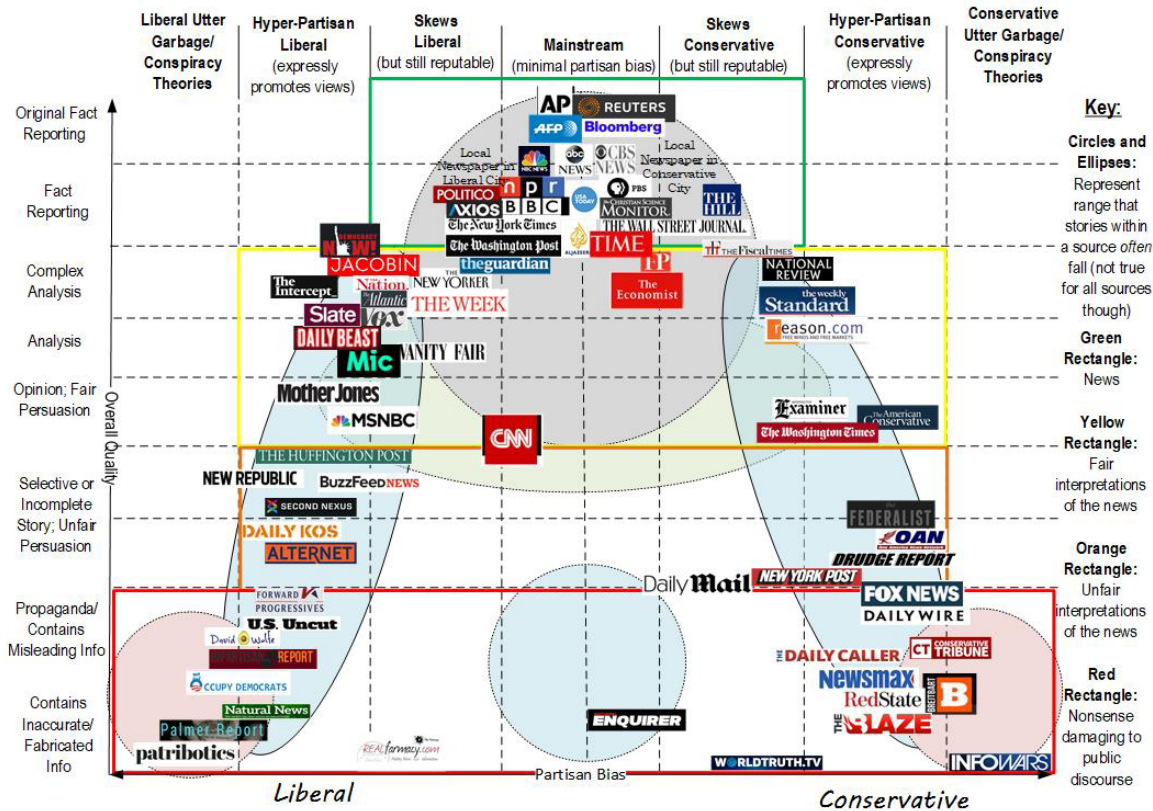 Liberal Utter
Garbage/
Conspiracy
Theories
Hyper-Partisan
Liberal
(expressly
promotes views)
Skews
Liberal
(but still reputable)
Mainstream
(minimal partisan bias)
Skews
Conservative
(but still reputable)
Hyper-Partisan
Conservative
(expressly
promotes views)
Conservative
Utter Garbage/
Conspiracy
Theories
Original Fact
Reporting
Fact
Reporting
Complex
Analysis
Analysis
Opinion; Fair
Persuasion
Selective or
Incomplete
Story; Unfair
Persuasion
Propaganda/
Contains
Misleading Info
Contains
Inaccurate/
Fabricated
Info
Overall Quality
AP
REUTERS
AFP
Bloomberg
Local
Newspaper in
Liberal City
NBC NEWS
abc
NEWS
CBS
NEWS
Local
Newspaper in
Conservative
City
POLITICO
npr
USA
TODAY
PBS
THE
HILL
AXIOS
BBC
The Christian Science
MONITOR
The New York Times
THE WALL STREET JOURNAL.
DEMOCRACY
NOW!
The Washington Post
ALJAZEERA
TIME
THE FISCAL TIMES
JACOBIN
theguardian
FP
NATIONAL
REVIEW
The
Intercept_
The Nation.
THE
NEW YORKER
The
Economist
the weekly
Standard
The
Atlantic
THE WEEK
Slate
Vox
reason.com
FREE MINDS AND FREE MARKETS
DAILY BEAST
Mic
VANITY FAIR
Mother Jones
MSNBC
CNN
Examiner
The American
Conservative
The Washington Times
THE HUFFINGTON POST
NEW REPUBLIC
BuzzFeedNEWS
SECOND NEXUS
DAILY KOS
ALTERNET
the
FEDERALIST
OAN
One America News Network
DRUDGE REPORT
Daily Mail
NEW YORK POST
FOX NEWS
DAILY WIRE
FORWARD
PROGRESSIVES
U.S. Uncut
David Wolfe
REPORT
OCCUPY DEMOCRATS
Natural News
Palmer Report
patribotics
REALfarmacy.com
ENQUIRER
THE DAILY CALLER
CT CONSERVATIVE
TRIBUNE
Newsmax
RedState
BREITBART
B
THE
BLAZE
WORLDTRUTH.TV
INFOWARS
Partisan Bias
Liberal
Conservative
Key:
Circles and
Ellipses:
Represent
range that
stories within
a source often
fall (not true
for all sources
though)
Green
Rectangle:
News
Yellow
Rectangle:
Fair
interpretations
of the news
Orange
Rectangle:
Unfair
interpretations
of the news
Red
Rectangle:
Nonsense
damaging to
public
discourse